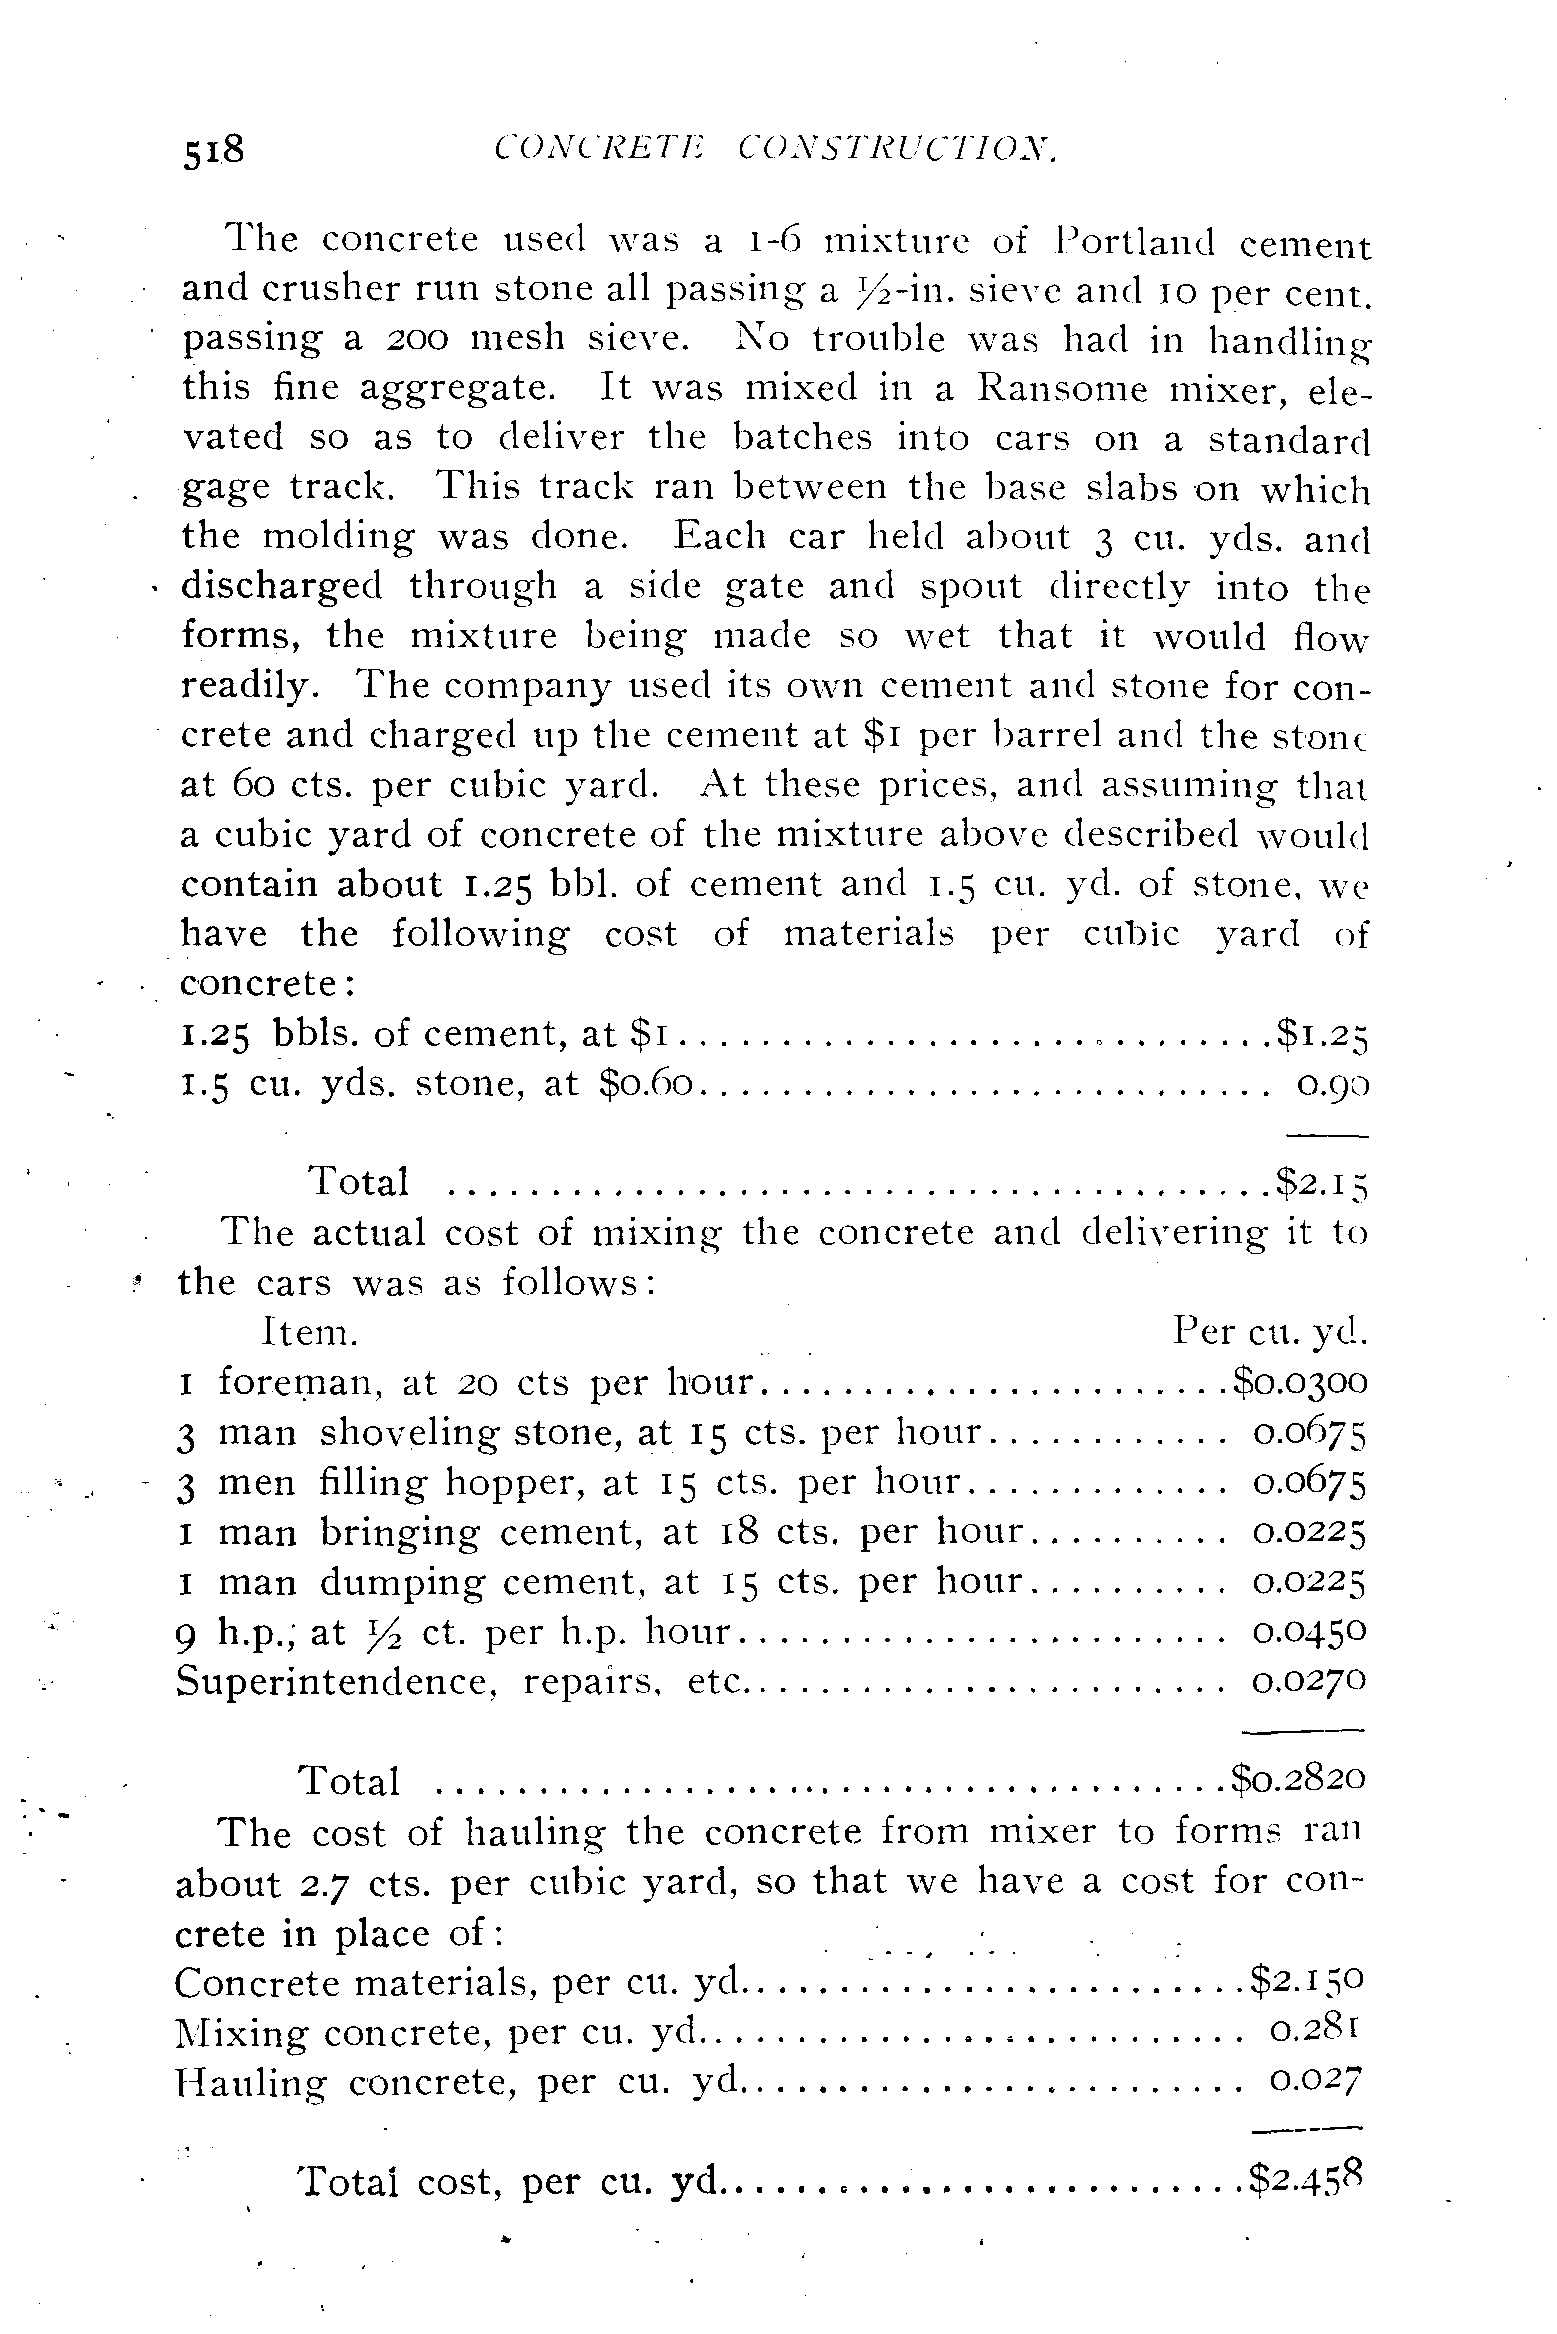 518 CONCRETE CONSTRUCTION.
The concrete used was a 1-6 mixture of Portland cement
and crusher run stone all passing a ½-in. sieve and 10 per cent.
passing a 200 mesh sieve. No trouble was had in handling
this fine aggregate. It was mixed in a Ransome mixer, ele-
vated so as to deliver the batches into cars on a standard
gage track. This track ran between the base slabs on which
the molding was done. Each car held about 3 cu. yds. and
discharged through a side gate and spout directly into the
forms, the mixture being made so wet that it would flow
readily. The company used its own cement and stone for con-
crete and charged up the cement at $1 per barrel and the stone
at 60 cts. per cubic yard. At these prices, and assuming that
a cubic yard of concrete of the mixture above described would
contain about 1.25 bbl. of cement and 1.5 cu. yd. of stone, we
have the following cost of materials per cubic yard of
concrete:
1.25 bbls. of cement, at $1.............................$1.25
1.5 cu. yds. stone, at $0.60............................ 0.90
Total ........................................$2.15
The actual cost of mixing the concrete and delivering it to
the cars was as follows:
Item. Per cu. yd.
1 foreman, at 20 cts per hour.......................$0.0300
3 man shoveling stone, at 15 cts. per hour............ 0.0675
3 men filling hopper, at 15 cts. per hour............. 0.0675
1 man bringing cement, at 18 cts. per hour.......... 0.0225
1 man dumping cement, at 15 cts. per hour.......... 0.0225
9 h.p.; at ½ ct. per h.p. hour........................ 0.0450
Superintendence, repairs, etc........................ 0.0270
Total .......................................$0.2820
The cost of hauling the concrete from mixer to forms ran
about 2.7 cts. per cubic yard, so that we have a cost for con-
crete in place of:
Concrete materials, per cu. yd.........................$2.150
Mixing concrete, per cu. yd........................... 0.281
Hauling concrete, per cu. yd......................... 0.027
Total cost, per cu. yd..........................$2.458